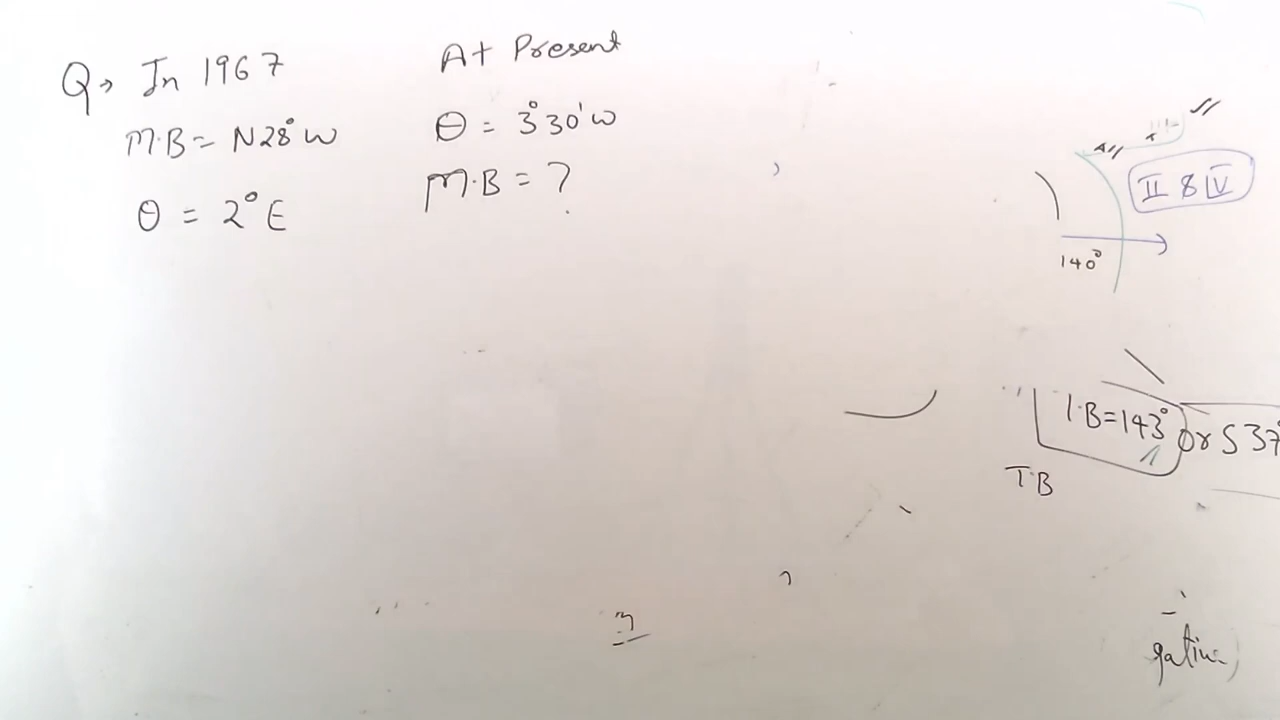 Q→ In 1967
M.B = N28°W
θ = 2°E
At Present
θ = 3°30'W
M.B = ?
II & IV
140°
T.B = 143° or S 37°
T.B